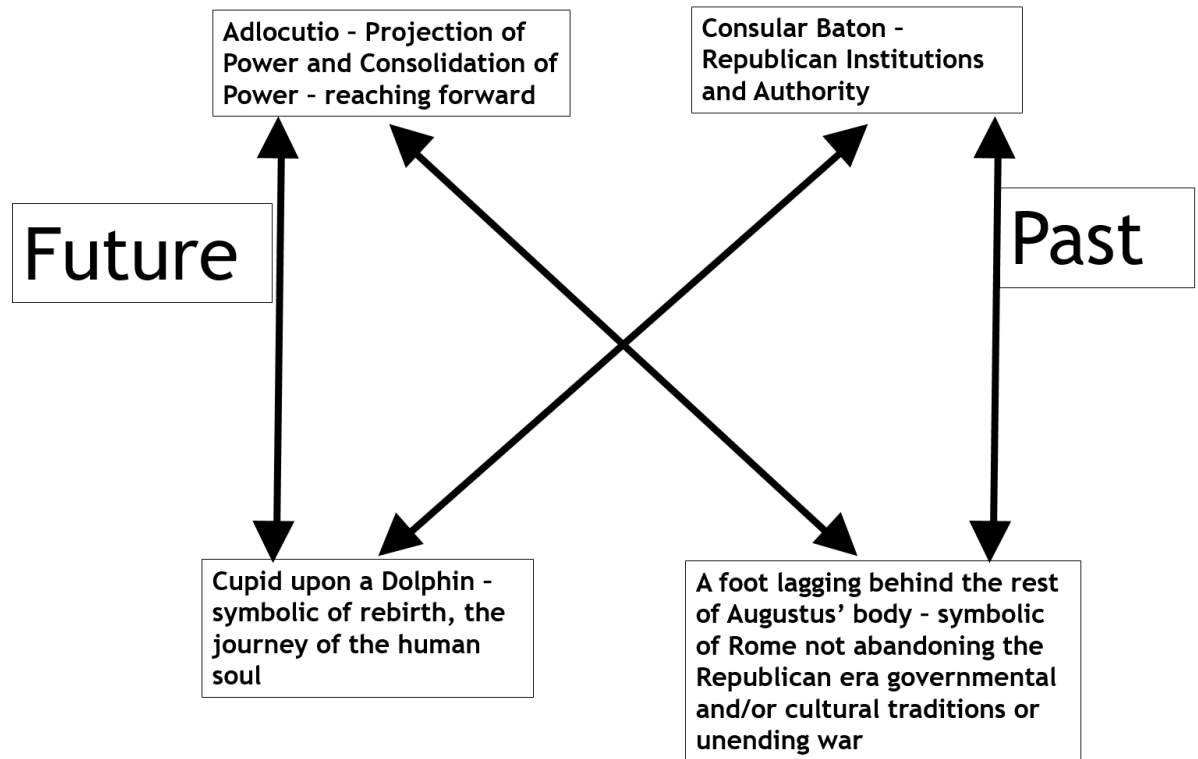 Adlocutio – Projection of
Power and Consolidation of
Power – reaching forward
Consular Baton –
Republican Institutions
and Authority
Future
Past
Cupid upon a Dolphin –
symbolic of rebirth, the
journey of the human
soul
A foot lagging behind the rest
of Augustus’ body – symbolic
of Rome not abandoning the
Republican era governmental
and/or cultural traditions or
unending war